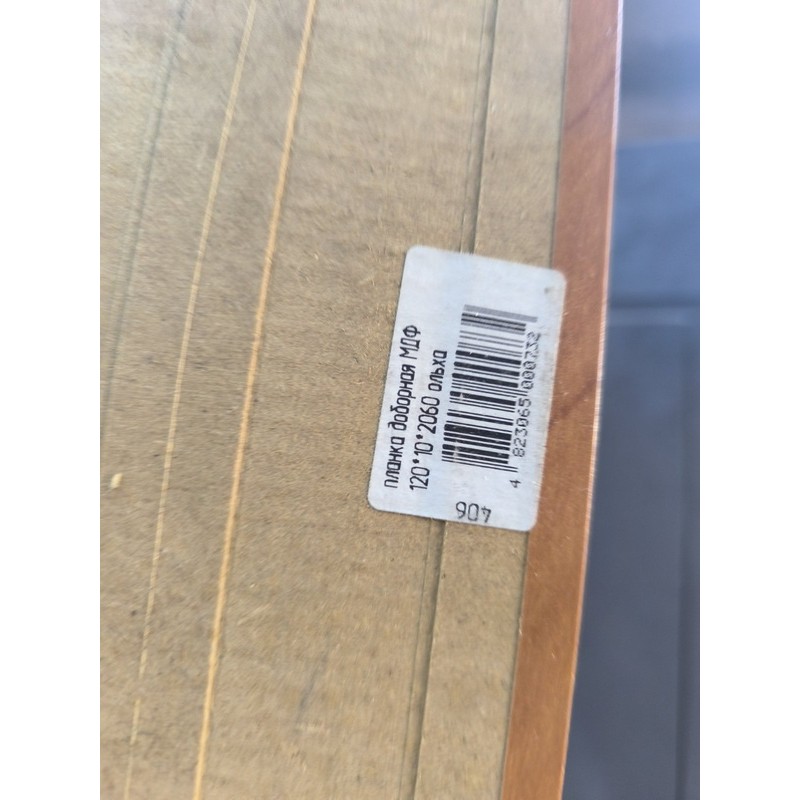 планка доборная МДФ
120*10*2060 ольха
4 823065 000732
406